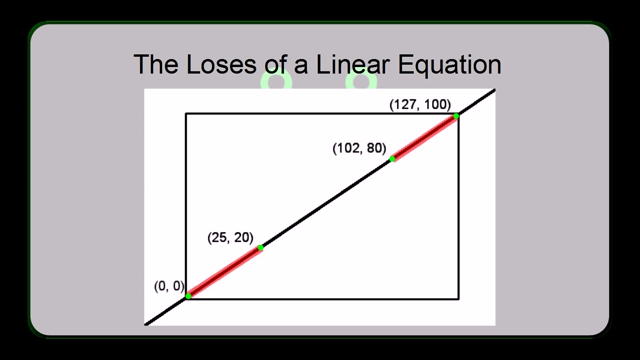 The Loses of a Linear Equation
(127, 100)
(102, 80)
(25, 20)
(0, 0)